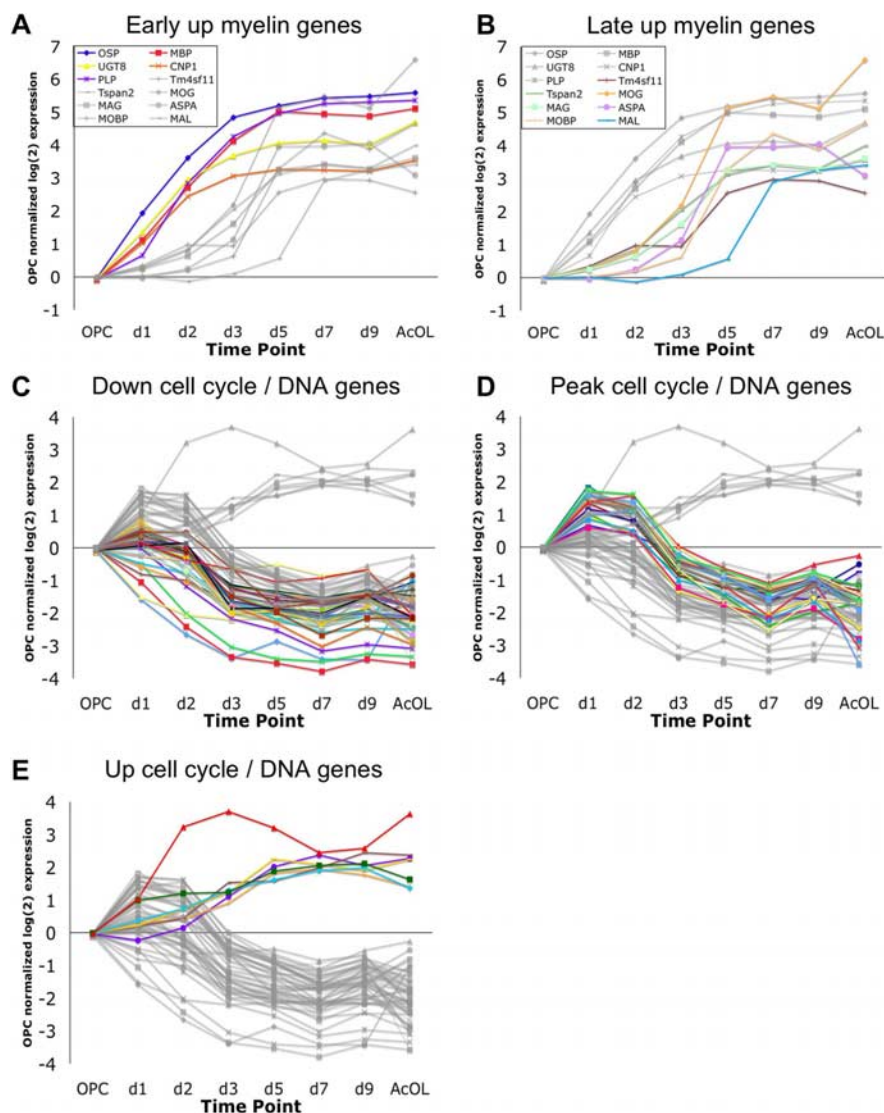 A Early up myelin genes
OPC normalized log(2) expression
7
6
5
4
3
2
1
0
-1
OSP MBP
UGT8 CNP1
PLP Tm4sf11
Tspan2 MOG
MAG ASPA
MOBP MAL
OPC d1 d2 d3 d5 d7 d9 AcOL
Time Point
B Late up myelin genes
OPC normalized log(2) expression
7
6
5
4
3
2
1
0
-1
OSP MBP
UGT8 CNP1
PLP Tm4sf11
Tspan2 MOG
MAG ASPA
MOBP MAL
OPC d1 d2 d3 d5 d7 d9 AcOL
Time Point
C Down cell cycle / DNA genes
OPC normalized log(2) expression
4
3
2
1
0
-1
-2
-3
-4
OPC d1 d2 d3 d5 d7 d9 AcOL
Time Point
D Peak cell cycle / DNA genes
OPC normalized log(2) expression
4
3
2
1
0
-1
-2
-3
-4
OPC d1 d2 d3 d5 d7 d9 AcOL
Time Point
E Up cell cycle / DNA genes
OPC normalized log(2) expression
4
3
2
1
0
-1
-2
-3
-4
OPC d1 d2 d3 d5 d7 d9 AcOL
Time Point